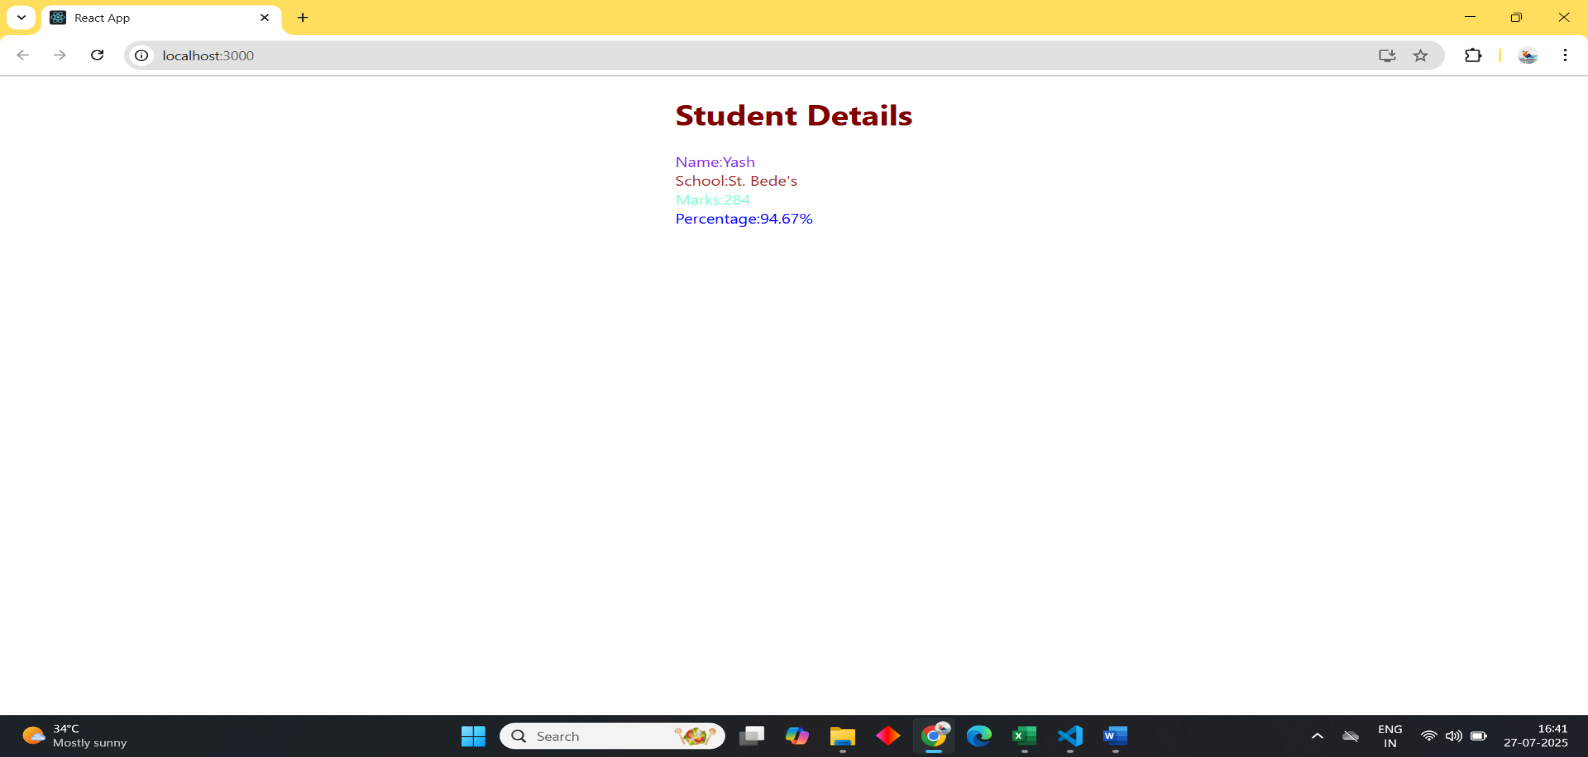 React App
localhost:3000
Student Details
Name:Yash
School:St. Bede's
Marks:284
Percentage:94.67%
34°C
Mostly sunny
Search
ENG
IN
16:41
27-07-2025